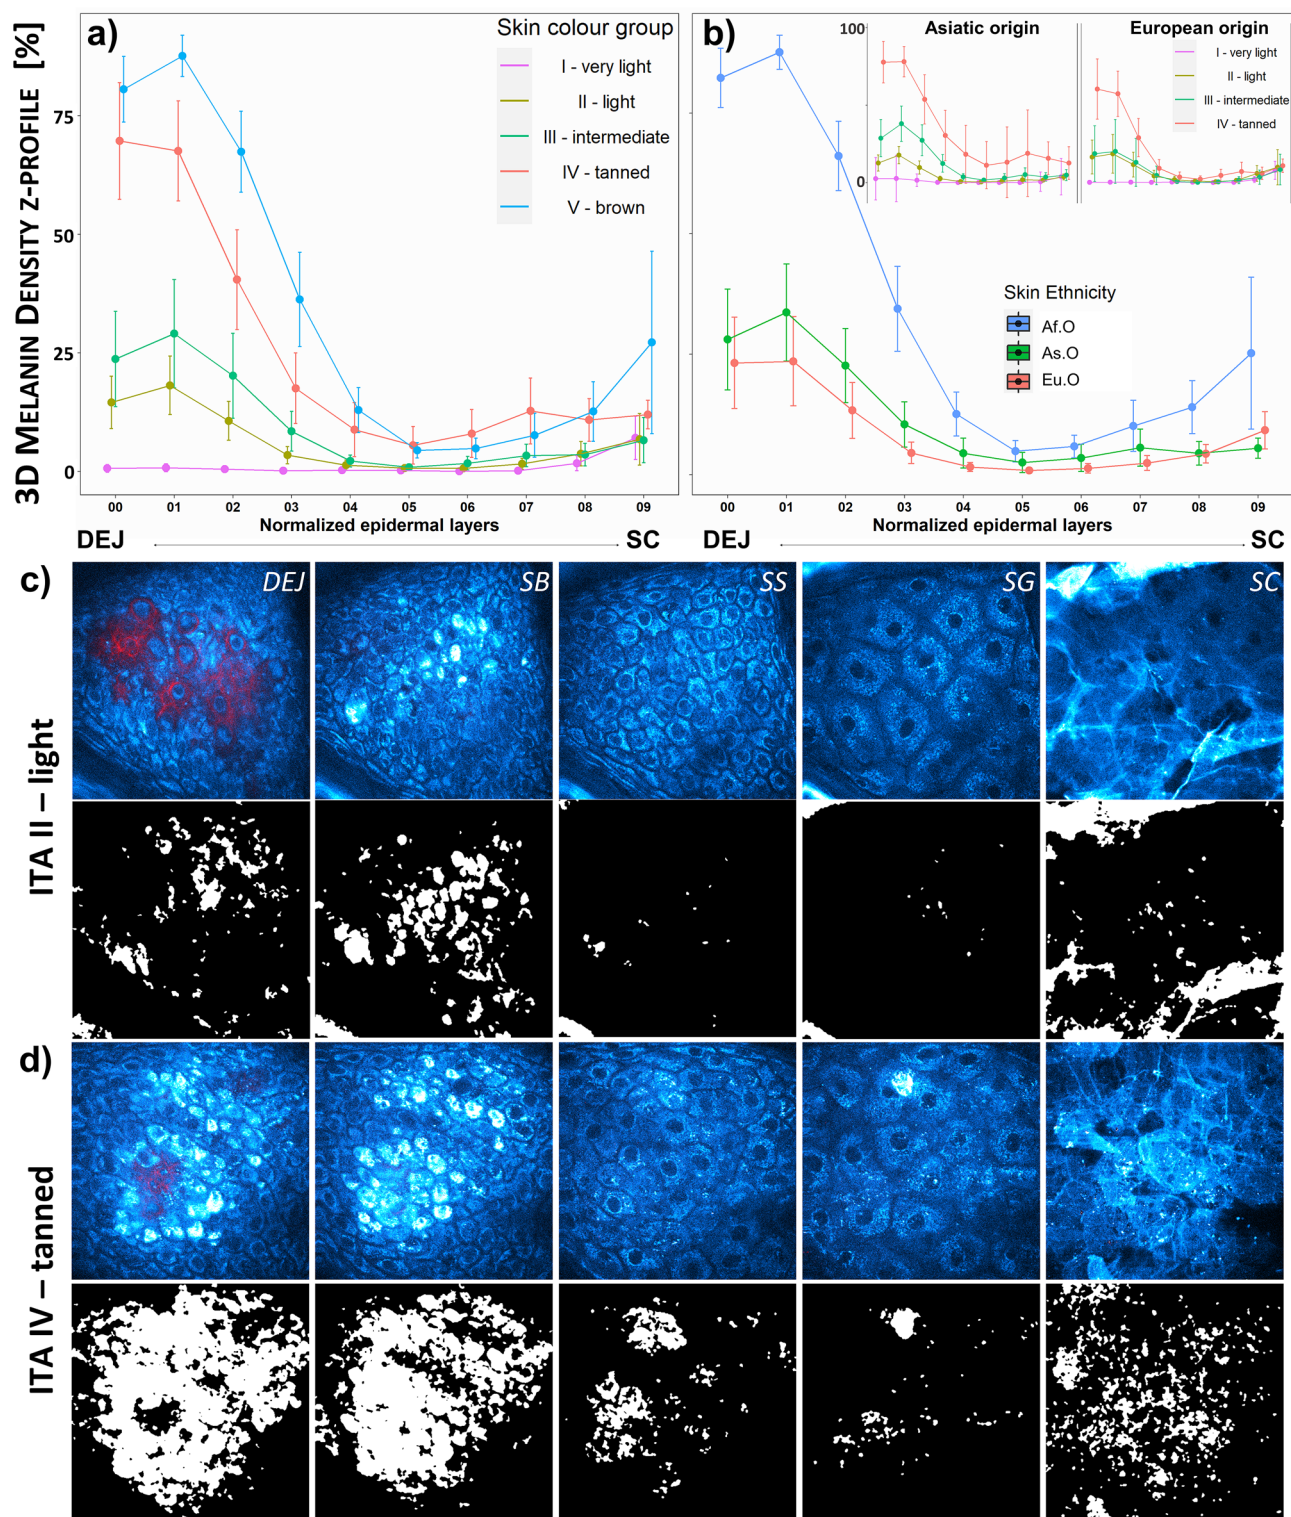 3D MELANIN DENSITY Z-PROFILE [%]
a)
Skin colour group
I - very light
II - light
III - intermediate
IV - tanned
V - brown
75
50
25
0
00 01 02 03 04 05 06 07 08 09
Normalized epidermal layers
DEJ SC
b)
100
0
Asiatic origin
European origin
I - very light
II - light
III - intermediate
IV - tanned
Skin Ethnicity
Af.O
As.O
Eu.O
00 01 02 03 04 05 06 07 08 09
Normalized epidermal layers
DEJ SC
c)
DEJ SB SS SG SC
ITA II – light
d)
ITA IV – tanned